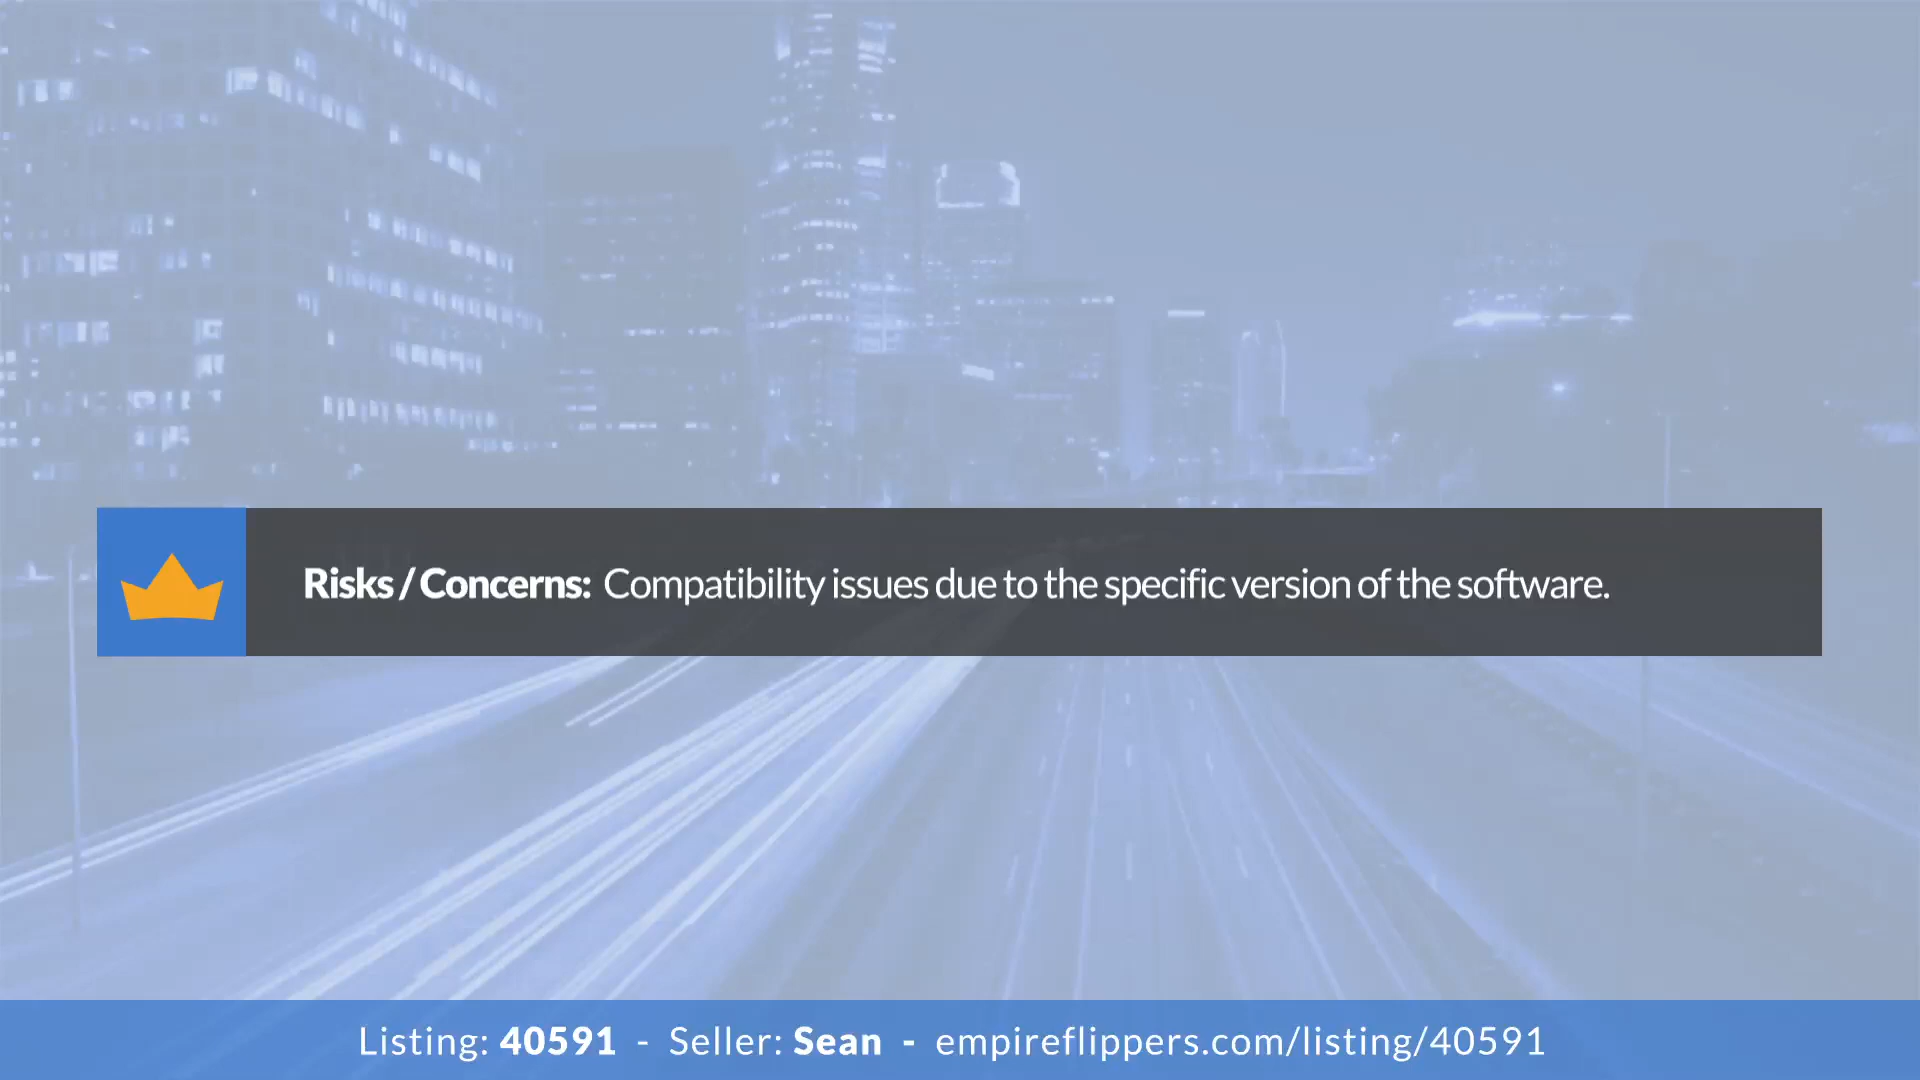 Risks / Concerns: Compatibility issues due to the specific version of the software.
Listing: 40591 - Seller: Sean - empireflippers.com/listing/40591